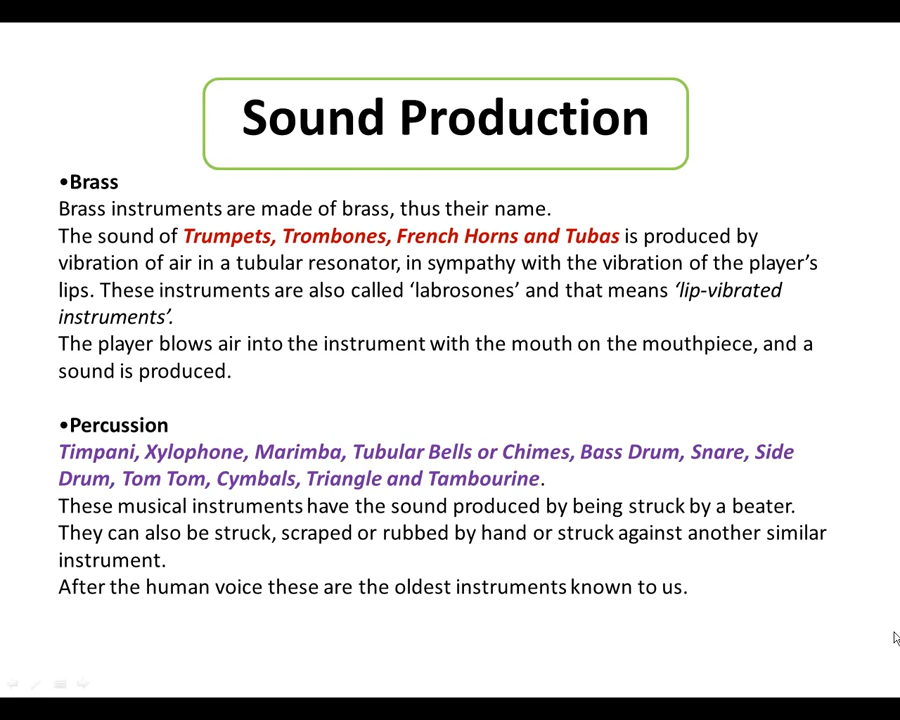 Sound Production
•Brass
Brass instruments are made of brass, thus their name.
The sound of Trumpets, Trombones, French Horns and Tubas is produced by
vibration of air in a tubular resonator, in sympathy with the vibration of the player’s
lips. These instruments are also called ‘labrosones’ and that means ‘lip-vibrated
instruments’.
The player blows air into the instrument with the mouth on the mouthpiece, and a
sound is produced.
•Percussion
Timpani, Xylophone, Marimba, Tubular Bells or Chimes, Bass Drum, Snare, Side
Drum, Tom Tom, Cymbals, Triangle and Tambourine.
These musical instruments have the sound produced by being struck by a beater.
They can also be struck, scraped or rubbed by hand or struck against another similar
instrument.
After the human voice these are the oldest instruments known to us.